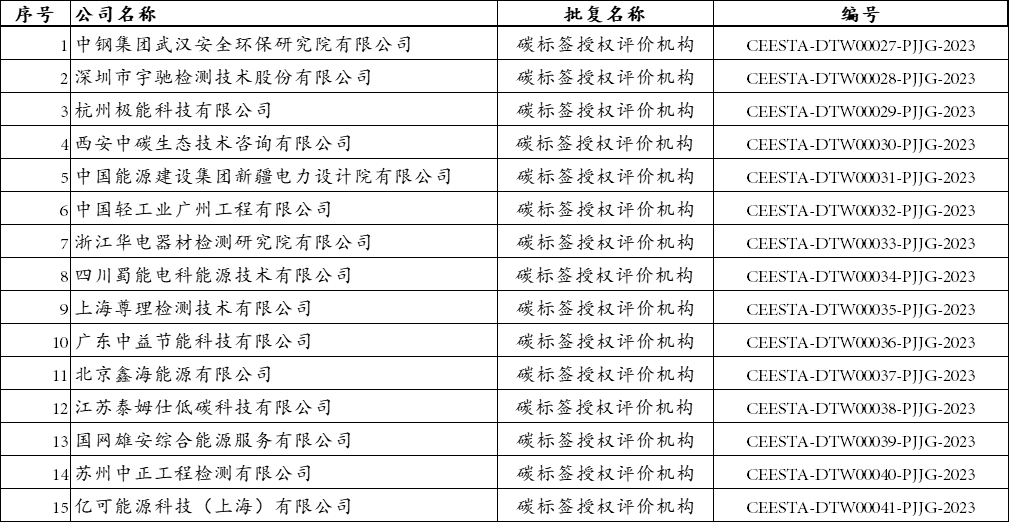 序号 公司名称 批复名称 编号
1 中钢集团武汉安全环保研究院有限公司 碳标签授权评价机构 CEESTA-DTW00027-PJJG-2023
2 深圳市宇驰检测技术股份有限公司 碳标签授权评价机构 CEESTA-DTW00028-PJJG-2023
3 杭州极能科技有限公司 碳标签授权评价机构 CEESTA-DTW00029-PJJG-2023
4 西安中碳生态技术咨询有限公司 碳标签授权评价机构 CEESTA-DTW00030-PJJG-2023
5 中国能源建设集团新疆电力设计院有限公司 碳标签授权评价机构 CEESTA-DTW00031-PJJG-2023
6 中国轻工业广州工程有限公司 碳标签授权评价机构 CEESTA-DTW00032-PJJG-2023
7 浙江华电器材检测研究院有限公司 碳标签授权评价机构 CEESTA-DTW00033-PJJG-2023
8 四川蜀能电科能源技术有限公司 碳标签授权评价机构 CEESTA-DTW00034-PJJG-2023
9 上海尊理检测技术有限公司 碳标签授权评价机构 CEESTA-DTW00035-PJJG-2023
10 广东中益节能科技有限公司 碳标签授权评价机构 CEESTA-DTW00036-PJJG-2023
11 北京鑫海能源有限公司 碳标签授权评价机构 CEESTA-DTW00037-PJJG-2023
12 江苏泰姆仕低碳科技有限公司 碳标签授权评价机构 CEESTA-DTW00038-PJJG-2023
13 国网雄安综合能源服务有限公司 碳标签授权评价机构 CEESTA-DTW00039-PJJG-2023
14 苏州中正工程检测有限公司 碳标签授权评价机构 CEESTA-DTW00040-PJJG-2023
15 亿可能源科技（上海）有限公司 碳标签授权评价机构 CEESTA-DTW00041-PJJG-2023